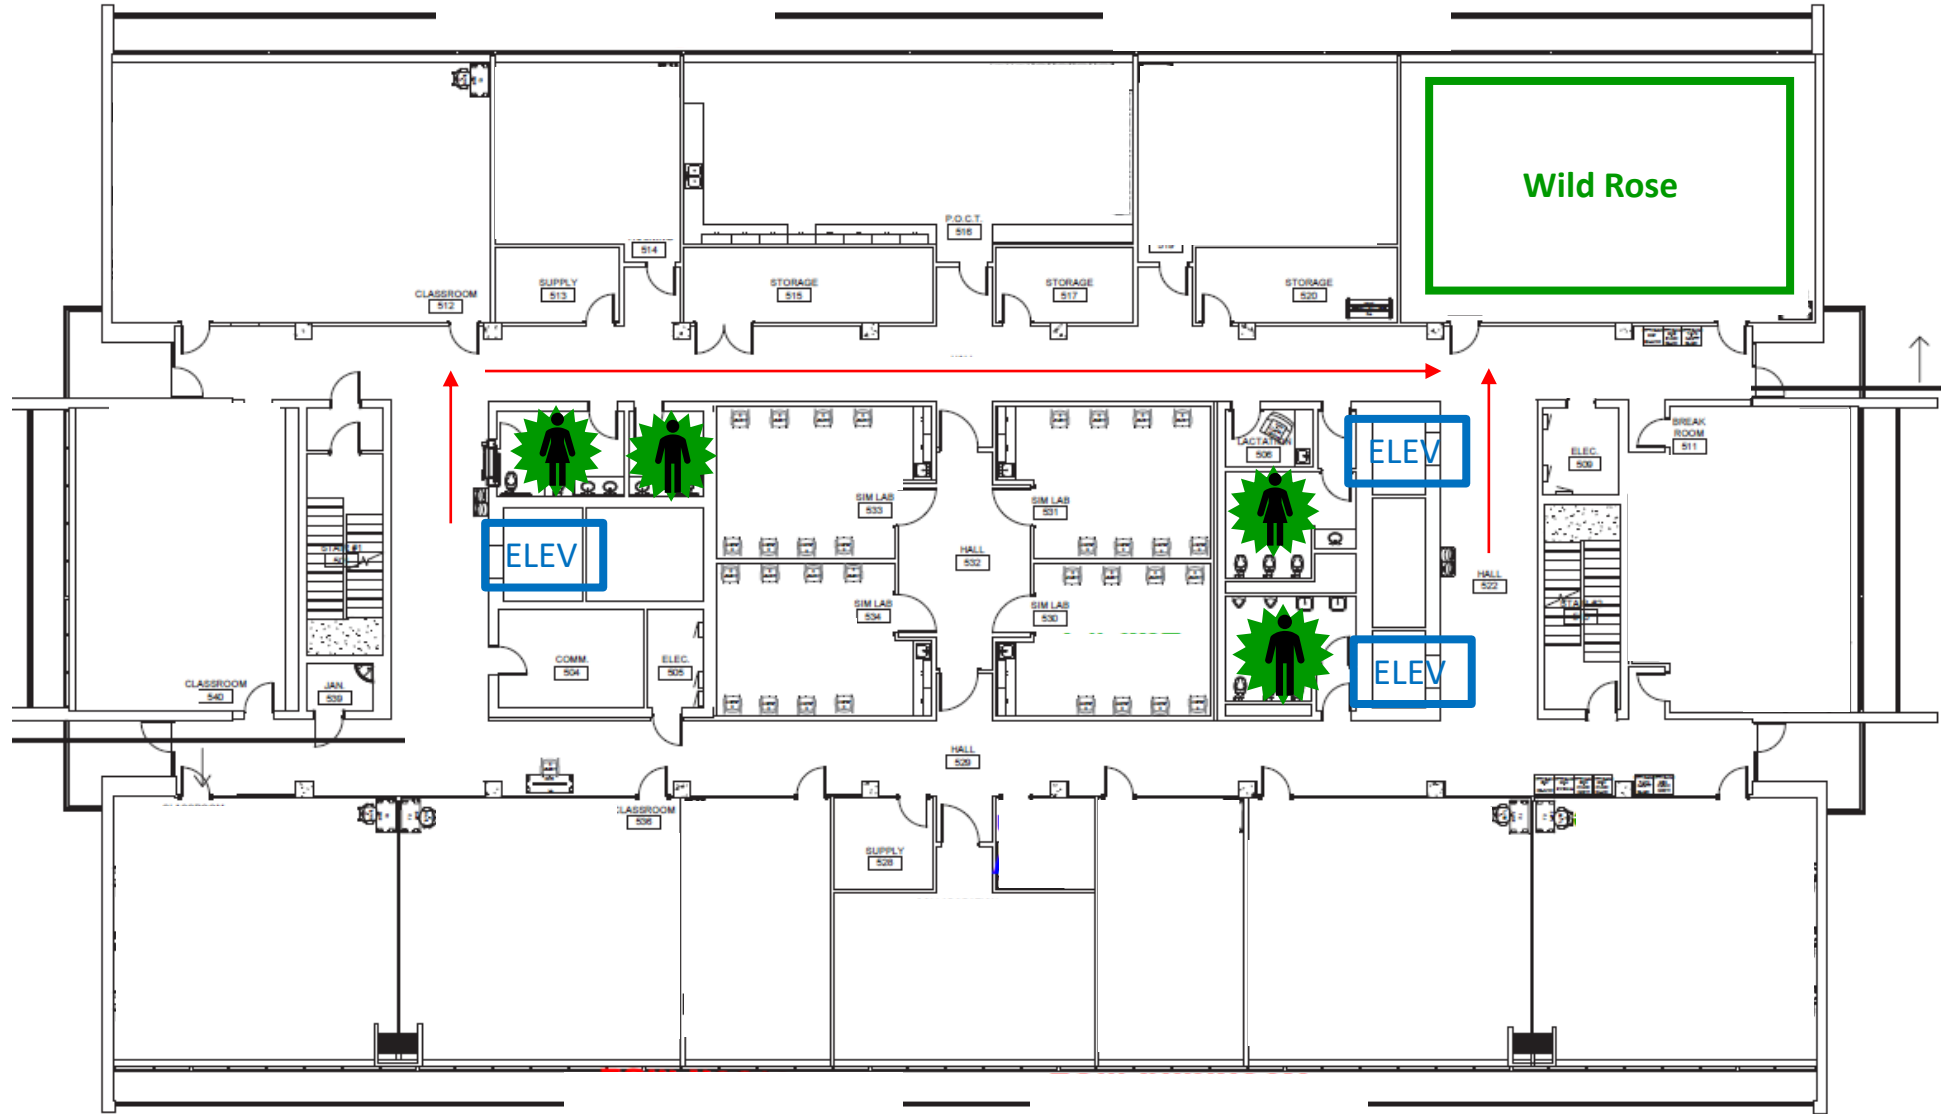 Wild Rose
P.O.C.T.
516
514
SUPPLY
513
STORAGE
515
STORAGE
517
STORAGE
520
CLASSROOM
512
ELEV
LACTATION
506
BREAK
ROOM
511
ELEC.
509
SIM LAB
533
SIM LAB
531
ELEV
HALL
532
HALL
522
SIM LAB
534
SIM LAB
530
COMM.
504
ELEC.
505
ELEV
CLASSROOM
540
JAN.
539
HALL
529
CLASSROOM
536
SUPPLY
528